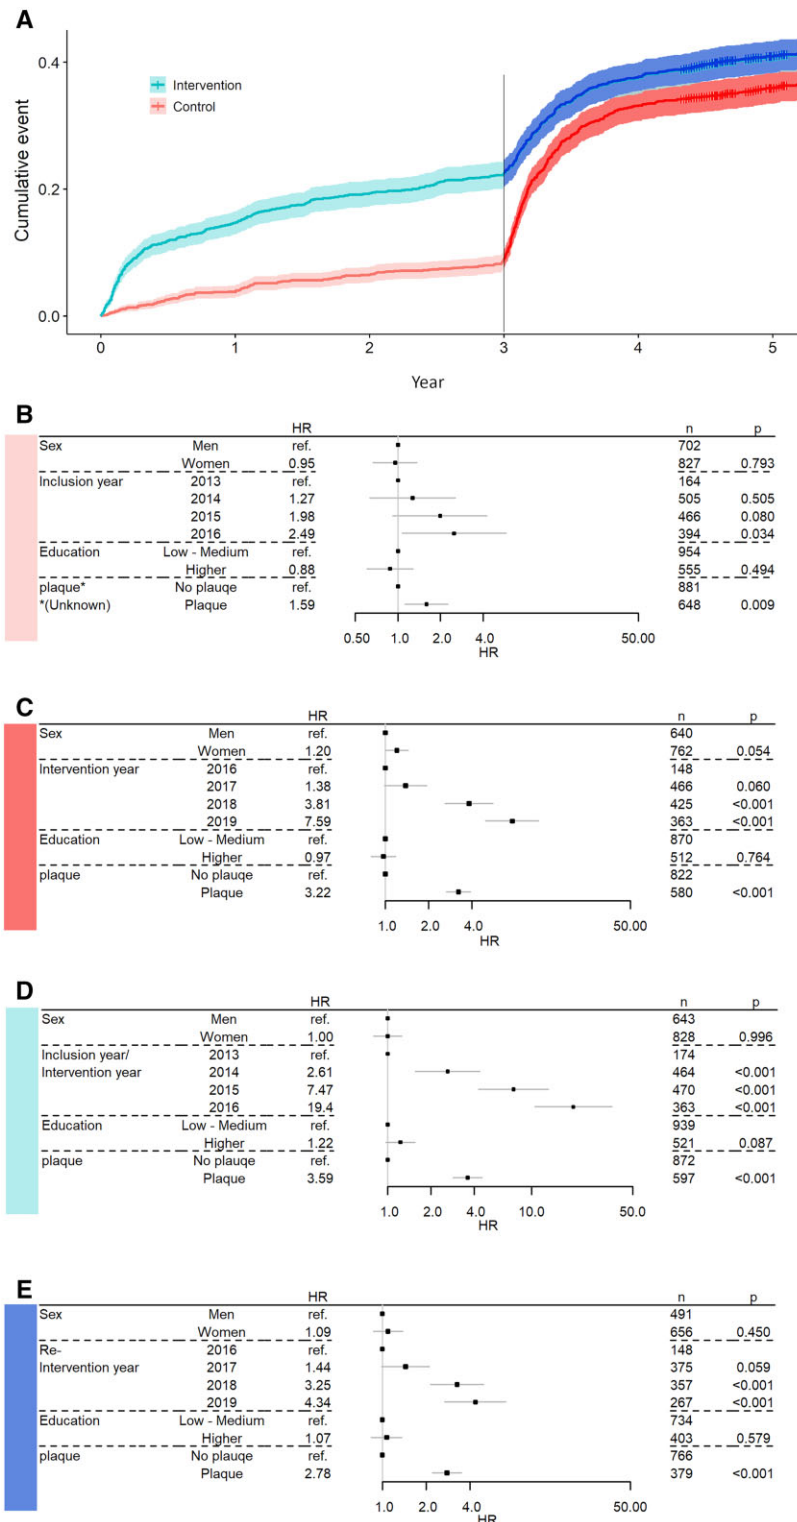 A
0.4
0.2
0.0
Cumulative event
Intervention
Control
0 1 2 3 4 5
Year
B
HR n p
Sex Men ref. 702
Women 0.95 827 0.793
Inclusion year 2013 ref. 164
2014 1.27 505 0.505
2015 1.98 466 0.080
2016 2.49 394 0.034
Education Low - Medium ref. 954
Higher 0.88 555 0.494
plaque* No plauqe ref. 881
*(Unknown) Plaque 1.59 648 0.009
0.50 1.0 2.0 4.0 50.00
HR
C
HR n p
Sex Men ref. 640
Women 1.20 762 0.054
Intervention year 2016 ref. 148
2017 1.38 466 0.060
2018 3.81 425 <0.001
2019 7.59 363 <0.001
Education Low - Medium ref. 870
Higher 0.97 512 0.764
plaque No plauqe ref. 822
Plaque 3.22 580 <0.001
1.0 2.0 4.0 50.00
HR
D
HR n p
Sex Men ref. 643
Women 1.00 828 0.996
Inclusion year/ 2013 ref. 174
Intervention year 2014 2.61 464 <0.001
2015 7.47 470 <0.001
2016 19.4 363 <0.001
Education Low - Medium ref. 939
Higher 1.22 521 0.087
plaque No plauqe ref. 872
Plaque 3.59 597 <0.001
1.0 2.0 4.0 10.0 50.0
HR
E
HR n p
Sex Men ref. 491
Women 1.09 656 0.450
Re- 2016 ref. 148
Intervention year 2017 1.44 375 0.059
2018 3.25 357 <0.001
2019 4.34 267 <0.001
Education Low - Medium ref. 734
Higher 1.07 403 0.579
plaque No plauqe ref. 766
Plaque 2.78 379 <0.001
1.0 2.0 4.0 50.00
HR